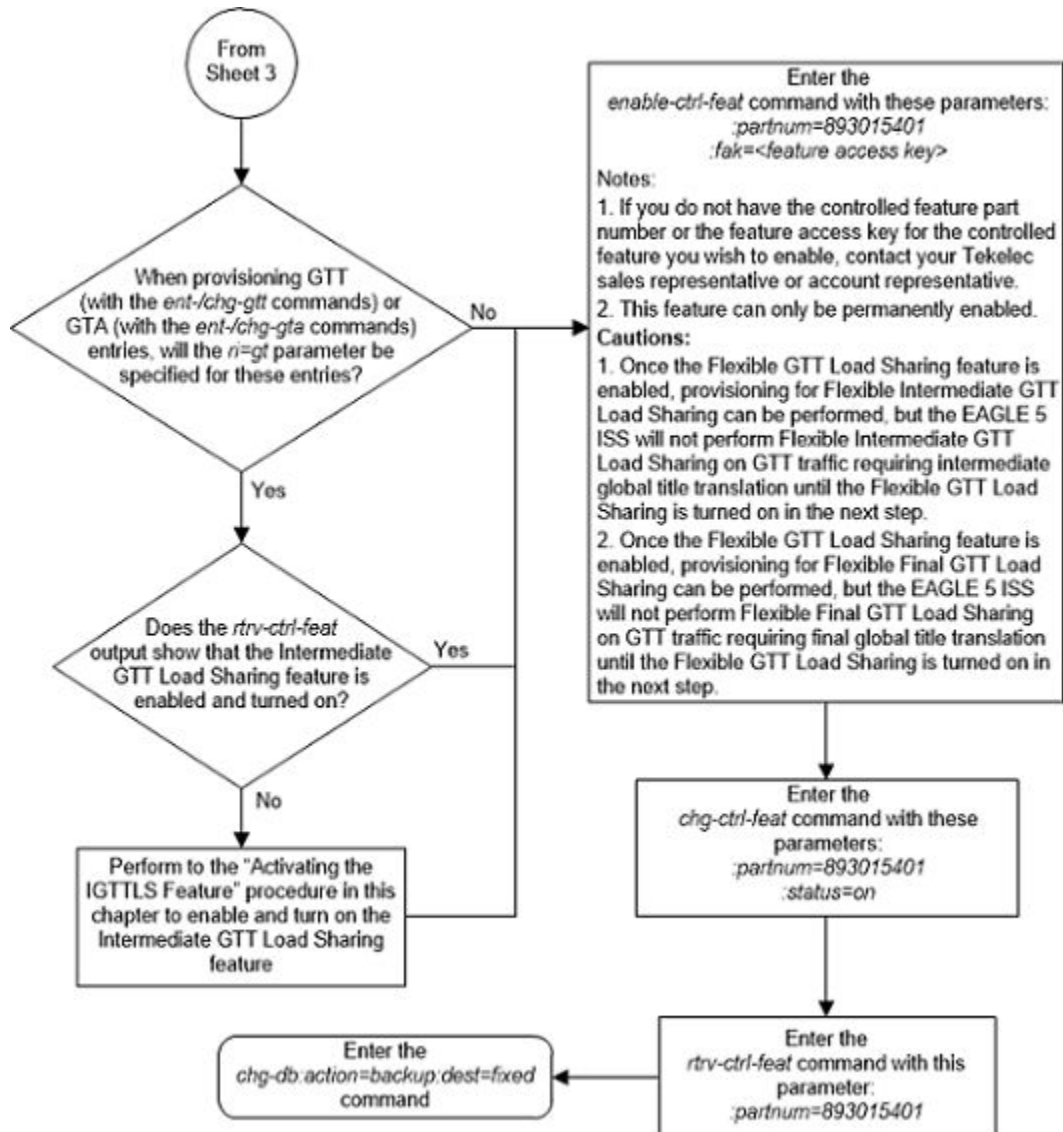 From
Sheet 3
When provisioning GTT
(with the ent-/chg-gtt commands) or
GTA (with the ent-/chg-gta commands)
entries, will the ri=gt parameter be
specified for these entries?
No
Yes
Does the rtrv-ctrl-feat
output show that the Intermediate
GTT Load Sharing feature is
enabled and turned on?
Yes
No
Perform to the "Activating the
IGTTLS Feature" procedure in this
chapter to enable and turn on the
Intermediate GTT Load Sharing
feature
Enter the
enable-ctrl-feat command with these parameters:
:partnum=893015401
:fak=<feature access key>
Notes:
1. If you do not have the controlled feature part
number or the feature access key for the controlled
feature you wish to enable, contact your Tekelec
sales representative or account representative.
2. This feature can only be permanently enabled.
Cautions:
1. Once the Flexible GTT Load Sharing feature is
enabled, provisioning for Flexible Intermediate GTT
Load Sharing can be performed, but the EAGLE 5
ISS will not perform Flexible Intermediate GTT
Load Sharing on GTT traffic requiring intermediate
global title translation until the Flexible GTT Load
Sharing is turned on in the next step.
2. Once the Flexible GTT Load Sharing feature is
enabled, provisioning for Flexible Final GTT Load
Sharing can be performed, but the EAGLE 5 ISS
will not perform Flexible Final GTT Load Sharing
on GTT traffic requiring final global title translation
until the Flexible GTT Load Sharing is turned on in
the next step.
Enter the
chg-ctrl-feat command with these
parameters:
:partnum=893015401
:status=on
Enter the
rtrv-ctrl-feat command with this
parameter:
:partnum=893015401
Enter the
chg-db:action=backup:dest=fixed
command